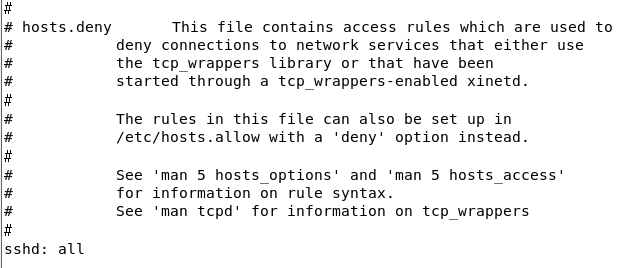 #
# hosts.deny	This file contains access rules which are used to
#		deny connections to network services that either use
#		the tcp_wrappers library or that have been
#		started through a tcp_wrappers-enabled xinetd.
#
#		The rules in this file can also be set up in
#		/etc/hosts.allow with a 'deny' option instead.
#
#		See 'man 5 hosts_options' and 'man 5 hosts_access'
#		for information on rule syntax.
#		See 'man tcpd' for information on tcp_wrappers
#
sshd: all